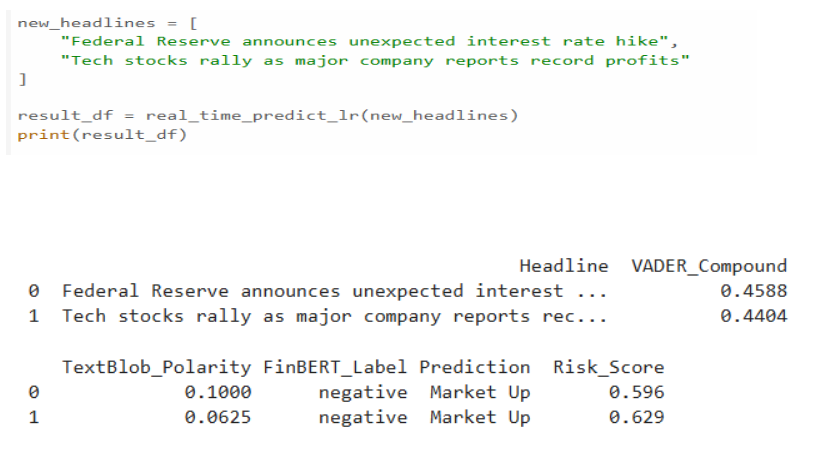 new_headlines = [
    "Federal Reserve announces unexpected interest rate hike",
    "Tech stocks rally as major company reports record profits"
]
result_df = real_time_predict_lr(new_headlines)
print(result_df)
Headline  VADER_Compound
0  Federal Reserve announces unexpected interest ...  0.4588
1  Tech stocks rally as major company reports rec...  0.4404
TextBlob_Polarity FinBERT_Label Prediction  Risk_Score
0  0.1000  negative  Market Up  0.596
1  0.0625  negative  Market Up  0.629